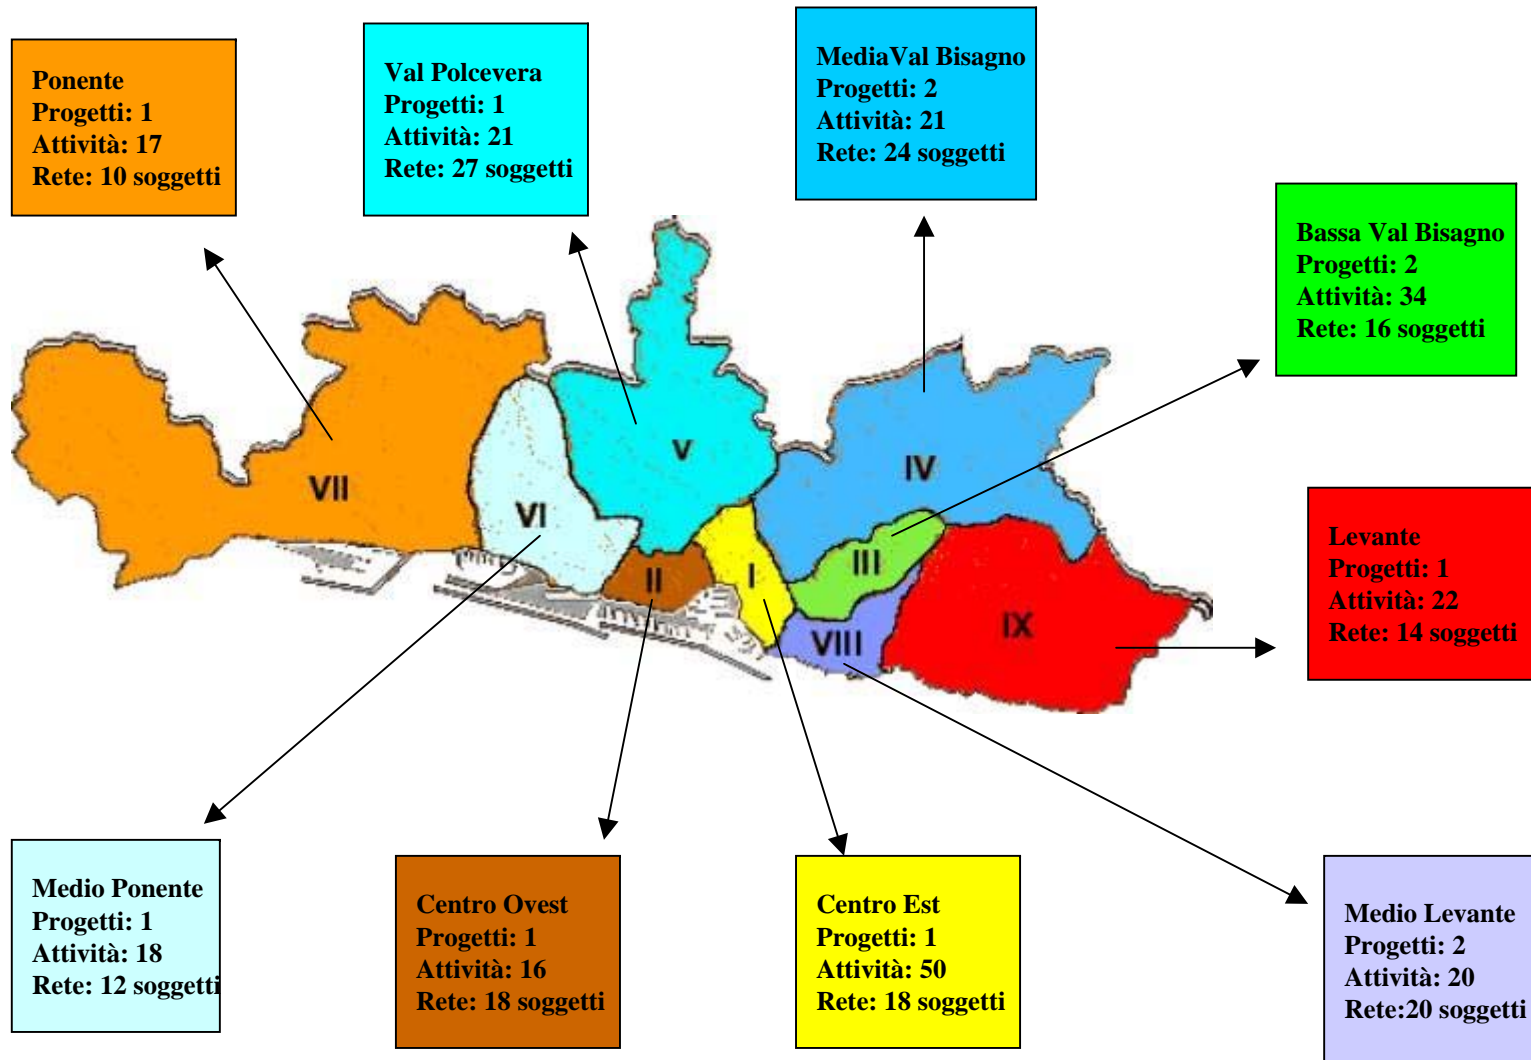 Ponente
Progetti: 1
Attività: 17
Rete: 10 soggetti
Val Polcevera
Progetti: 1
Attività: 21
Rete: 27 soggetti
MediaVal Bisagno
Progetti: 2
Attività: 21
Rete: 24 soggetti
Bassa Val Bisagno
Progetti: 2
Attività: 34
Rete: 16 soggetti
VII
VI
V
IV
III
II
I
VIII
IX
Levante
Progetti: 1
Attività: 22
Rete: 14 soggetti
Medio Ponente
Progetti: 1
Attività: 18
Rete: 12 soggetti
Centro Ovest
Progetti: 1
Attività: 16
Rete: 18 soggetti
Centro Est
Progetti: 1
Attività: 50
Rete: 18 soggetti
Medio Levante
Progetti: 2
Attività: 20
Rete:20 soggetti